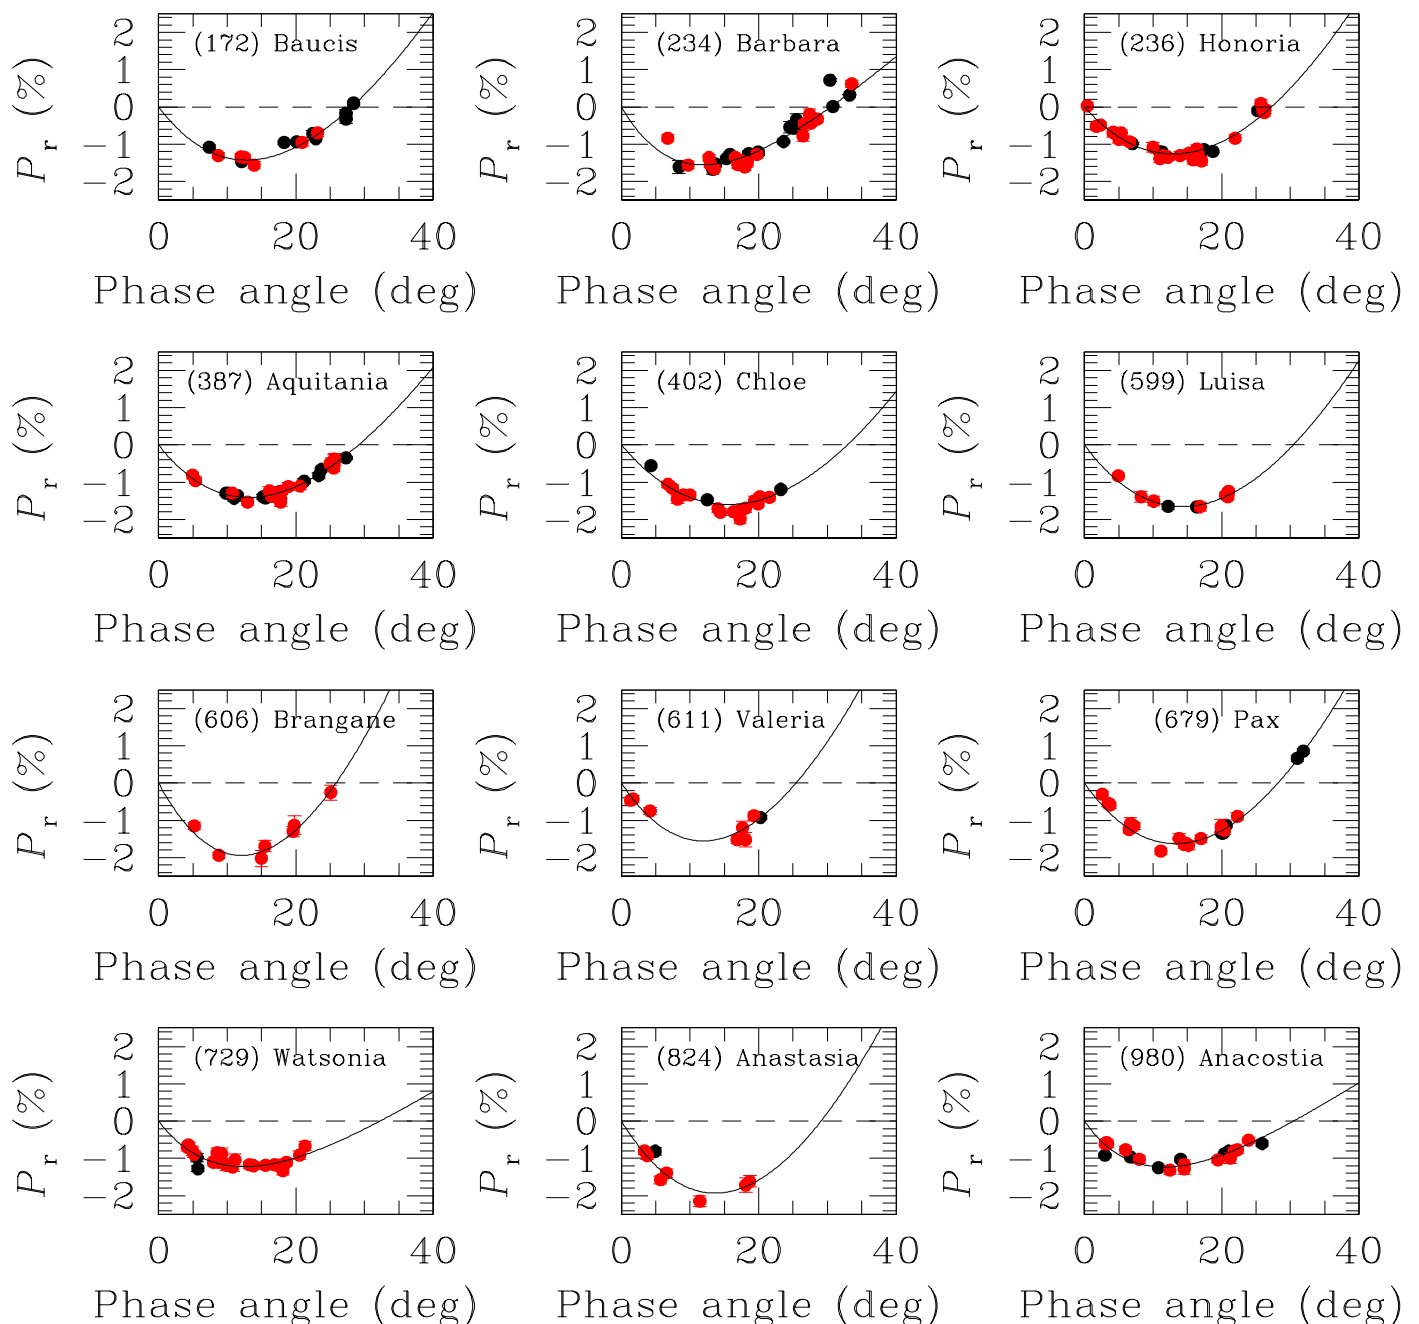 (172) Baucis
(234) Barbara
(236) Honoria
2 2 2
1 1 1
0 0 0
−1 −1 −1
−2 −2 −2
P r (%) P r (%) P r (%)
0 20 40 0 20 40 0 20 40
Phase angle (deg) Phase angle (deg) Phase angle (deg)
(387) Aquitania
(402) Chloe
(599) Luisa
2 2 2
1 1 1
0 0 0
−1 −1 −1
−2 −2 −2
P r (%) P r (%) P r (%)
0 20 40 0 20 40 0 20 40
Phase angle (deg) Phase angle (deg) Phase angle (deg)
(606) Brangane
(611) Valeria
(679) Pax
2 2 2
1 1 1
0 0 0
−1 −1 −1
−2 −2 −2
P r (%) P r (%) P r (%)
0 20 40 0 20 40 0 20 40
Phase angle (deg) Phase angle (deg) Phase angle (deg)
(729) Watsonia
(824) Anastasia
(980) Anacostia
2 2 2
1 1 1
0 0 0
−1 −1 −1
−2 −2 −2
P r (%) P r (%) P r (%)
0 20 40 0 20 40 0 20 40
Phase angle (deg) Phase angle (deg) Phase angle (deg)